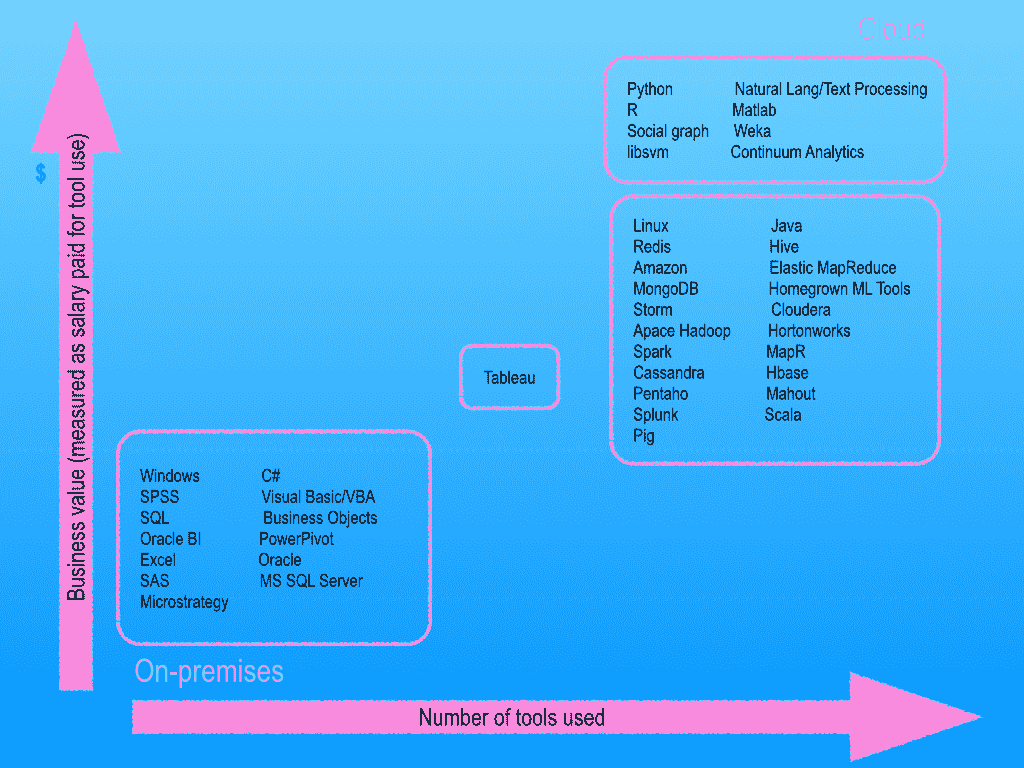 Cloud
Python Natural Lang/Text Processing
R Matlab
Social graph Weka
libsvm Continuum Analytics
$
Business value (measured as salary paid for tool use)
Linux Java
Redis Hive
Amazon Elastic MapReduce
MongoDB Homegrown ML Tools
Storm Cloudera
Apace Hadoop Hortonworks
Spark MapR
Cassandra Hbase
Pentaho Mahout
Splunk Scala
Pig
Tableau
Windows C#
SPSS Visual Basic/VBA
SQL Business Objects
Oracle BI PowerPivot
Excel Oracle
SAS MS SQL Server
Microstrategy
On-premises
Number of tools used